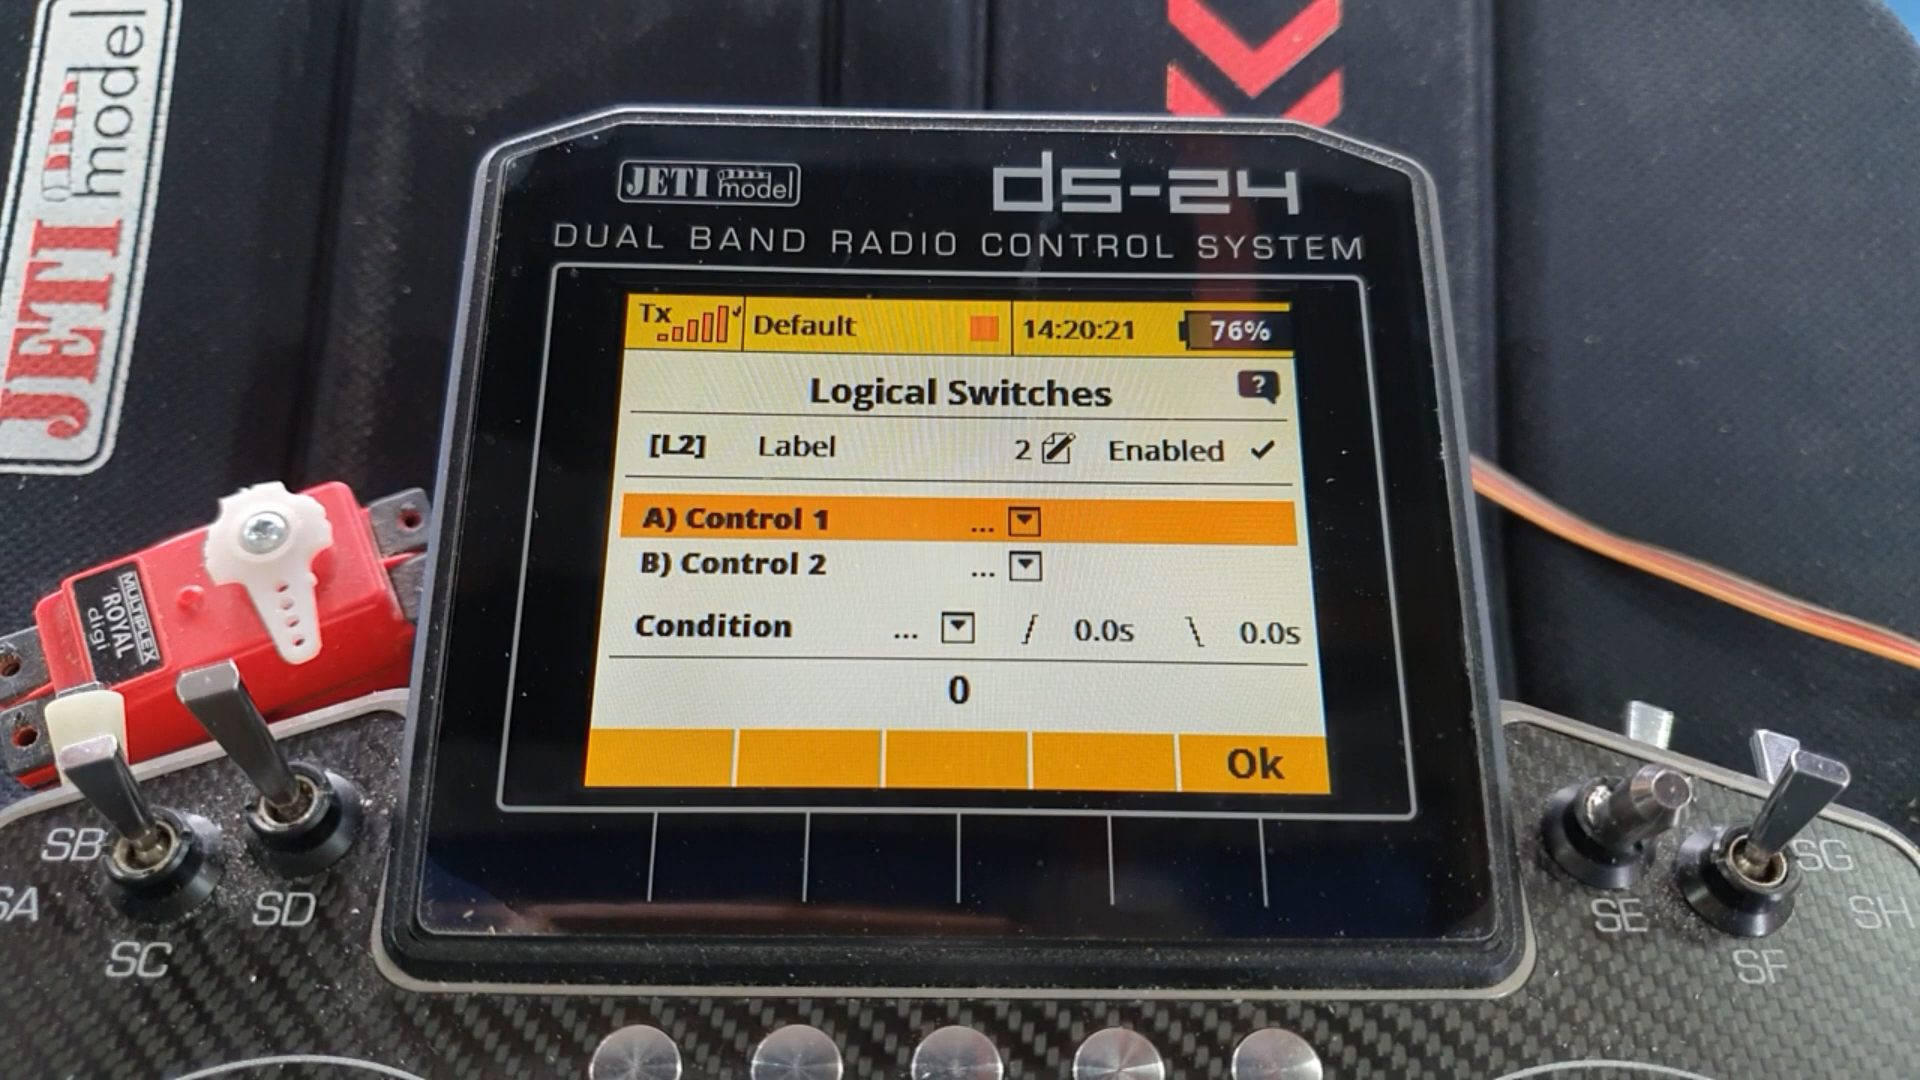 JETI model
JETI model
ds-24
DUAL BAND RADIO CONTROL SYSTEM
Tx Default 14:20:21 76%
Logical Switches ?
[L2] Label 2 Enabled
A) Control 1 ...
B) Control 2 ...
Condition ... 0.0s 0.0s
0
Ok
MULTIPLEX
ROYAL
digi
SB
SA
SD
SC
SG
SE
SH
SF